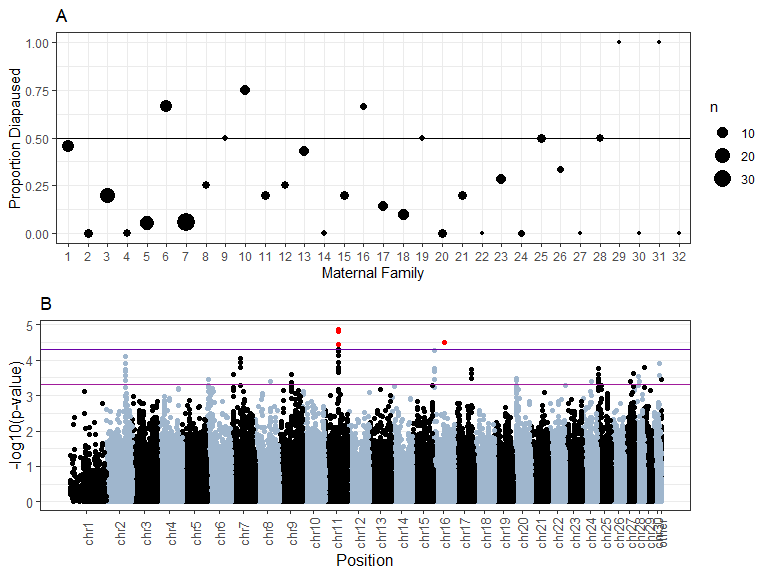 A
Proportion Diapaused
1.00
0.75
0.50
0.25
0.00
1 2 3 4 5 6 7 8 9 10 11 12 13 14 15 16 17 18 19 20 21 22 23 24 25 26 27 28 29 30 31 32
Maternal Family
n
10
20
30
B
-log10(p-value)
5
4
3
2
1
0
chr1 chr2 chr3 chr4 chr5 chr6 chr7 chr8 chr9 chr10 chr11 chr12 chr13 chr14 chr15 chr16 chr17 chr18 chr19 chr20 chr21 chr22 chr23 chr24 chr25 chr26 chr27 chr28 chr29 chr30 other
Position